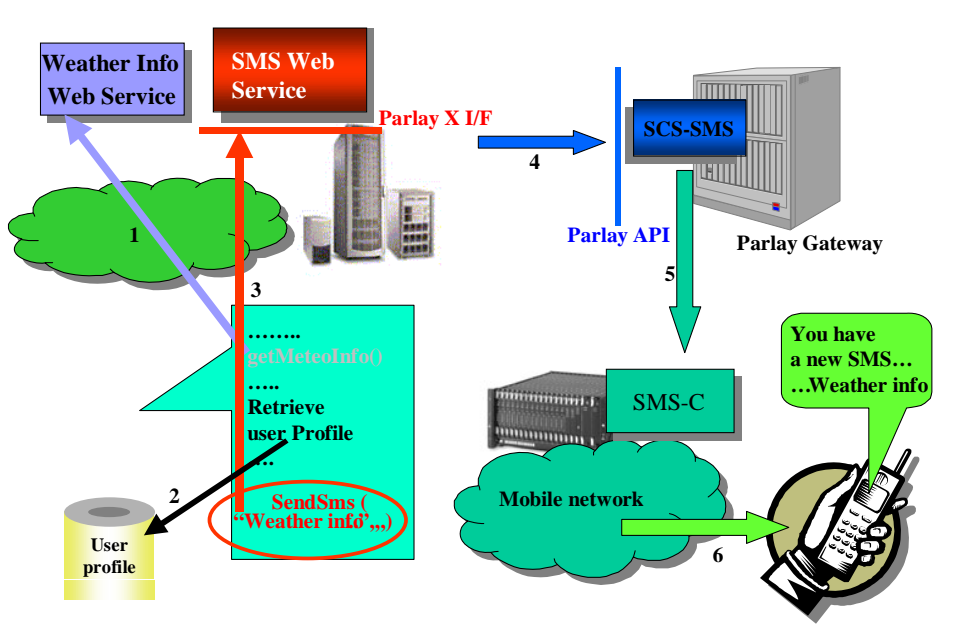 Weather Info
Web Service
SMS Web
Service
Parlay X I/F
4
SCS-SMS
Parlay API
Parlay Gateway
1
3
5
……..
getMeteoInfo()
…..
Retrieve
user Profile
….
SendSms (
“Weather info”,,,)
2
User
profile
SMS-C
Mobile network
6
You have
a new SMS…
…Weather info